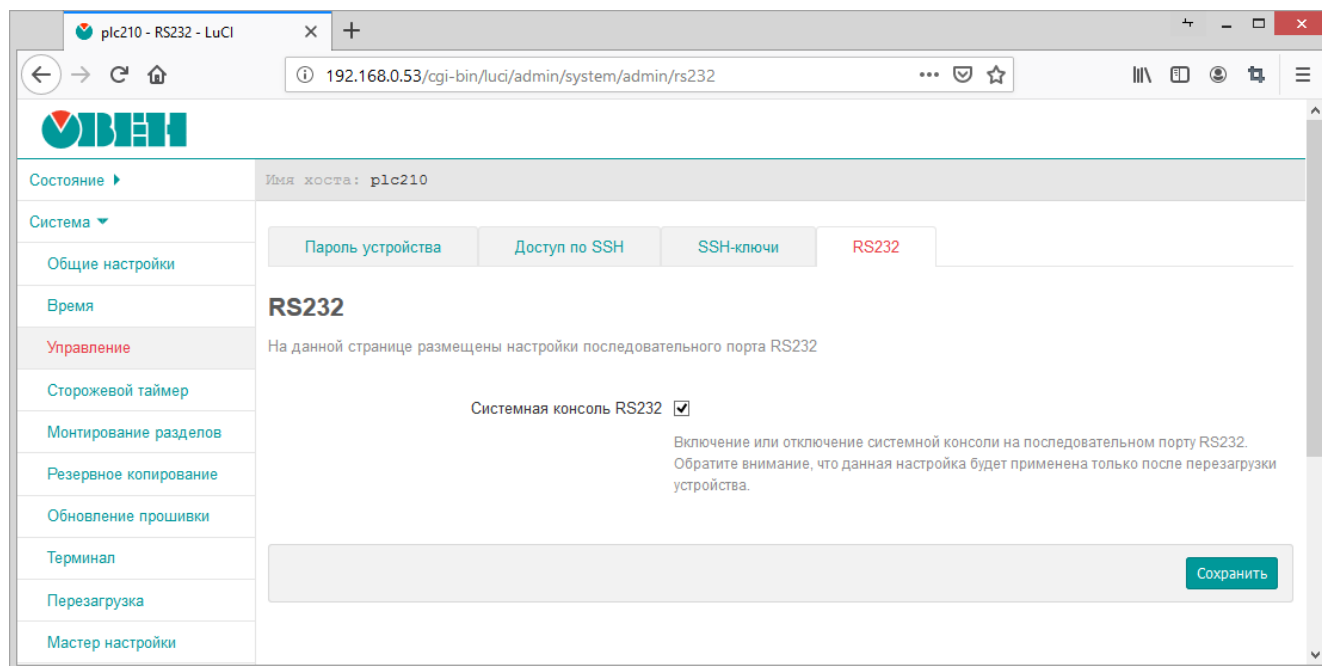 plc210 - RS232 - LuCI
192.168.0.53/cgi-bin/luci/admin/system/admin/rs232
ОВЕН
Состояние
Имя хоста: plc210
Система
Пароль устройства
Доступ по SSH
SSH-ключи
RS232
Общие настройки
Время
RS232
Управление
На данной странице размещены настройки последовательного порта RS232
Сторожевой таймер
Системная консоль RS232
Монтирование разделов
Включение или отключение системной консоли на последовательном порту RS232.
Обратите внимание, что данная настройка будет применена только после перезагрузки
устройства.
Резервное копирование
Обновление прошивки
Терминал
Сохранить
Перезагрузка
Мастер настройки